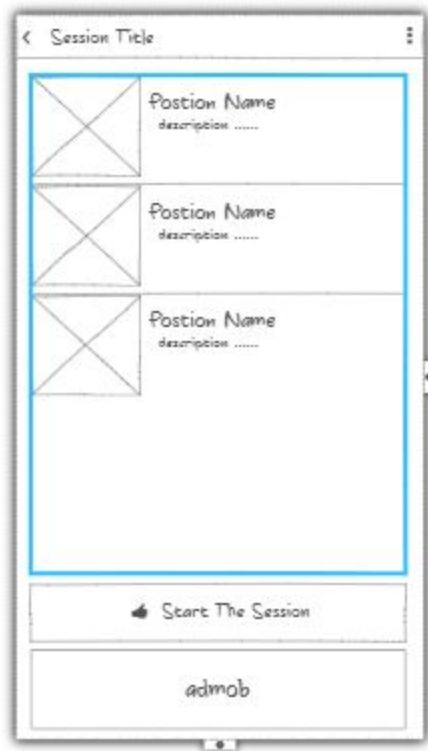 Session Title
Postion Name
description ......
Postion Name
description ......
Postion Name
description ......
Start The Session
admob